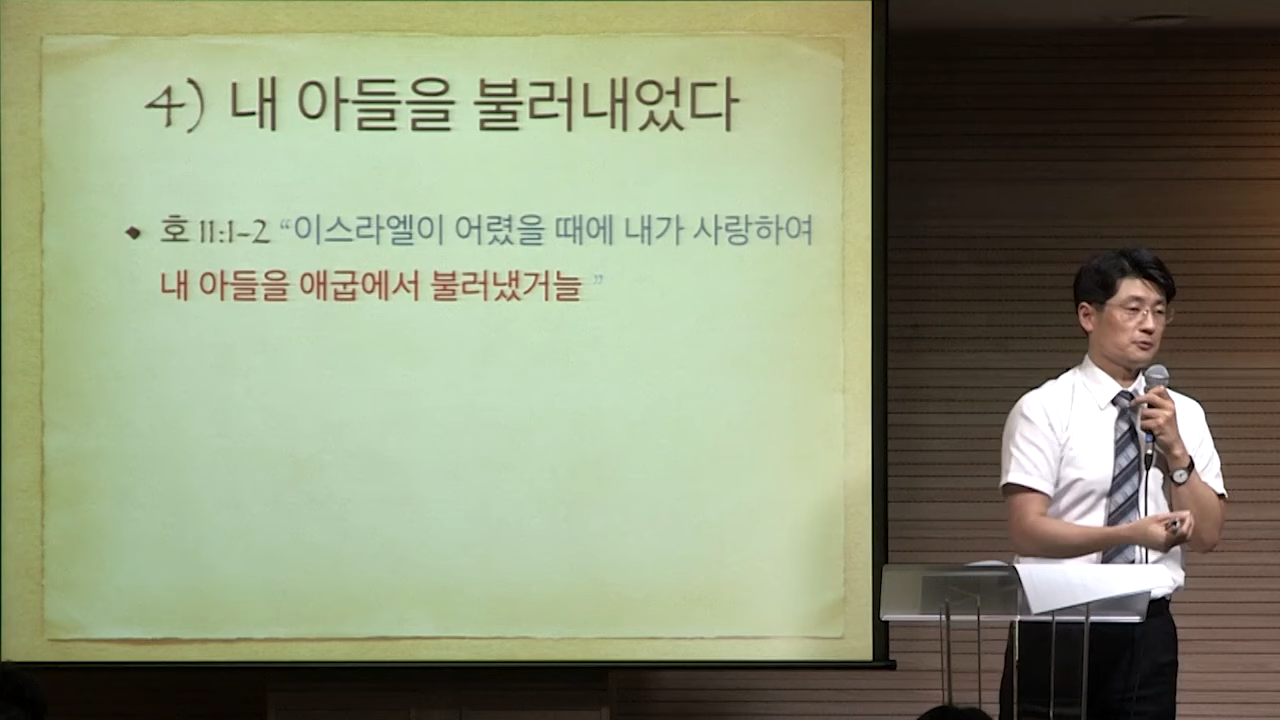 4) 내 아들을 불러내었다
◆ 호 11:1-2 “이스라엘이 어렸을 때에 내가 사랑하여
내 아들을 애굽에서 불러냈거늘 ”